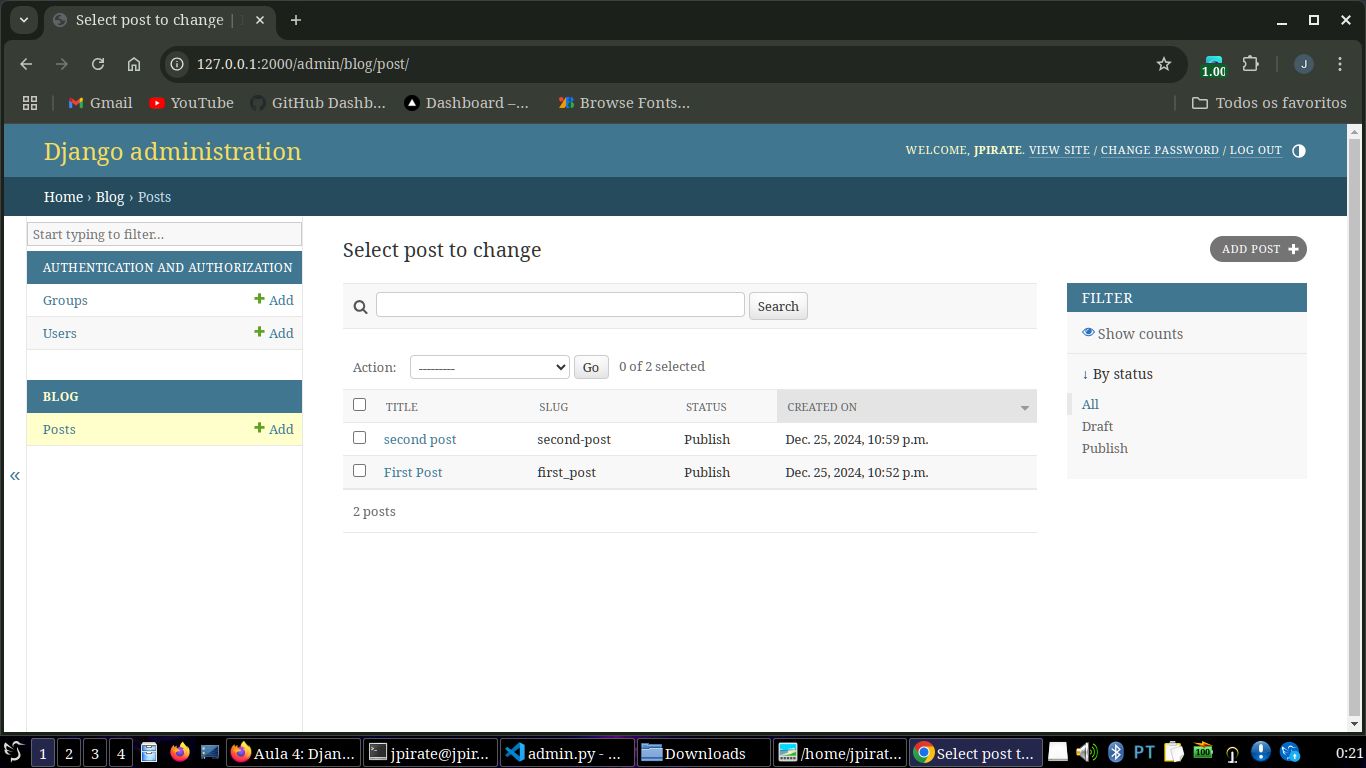 Select post to change |
127.0.0.1:2000/admin/blog/post/
1.00
J
Gmail
YouTube
GitHub Dashb...
Dashboard –...
Browse Fonts...
Todos os favoritos
Django administration
WELCOME, JPIRATE. VIEW SITE / CHANGE PASSWORD / LOG OUT
Home › Blog › Posts
Start typing to filter...
AUTHENTICATION AND AUTHORIZATION
Groups
Add
Users
Add
BLOG
Posts
Add
«
Select post to change
ADD POST
Search
Action:
---------
Go
0 of 2 selected
TITLE SLUG STATUS CREATED ON
second post second-post Publish Dec. 25, 2024, 10:59 p.m.
First Post first_post Publish Dec. 25, 2024, 10:52 p.m.
2 posts
FILTER
Show counts
↓ By status
All
Draft
Publish
1 2 3 4
Aula 4: Djan...
jpirate@jpir...
admin.py - ...
Downloads
/home/jpirat...
Select post t...
PT
100
0:21